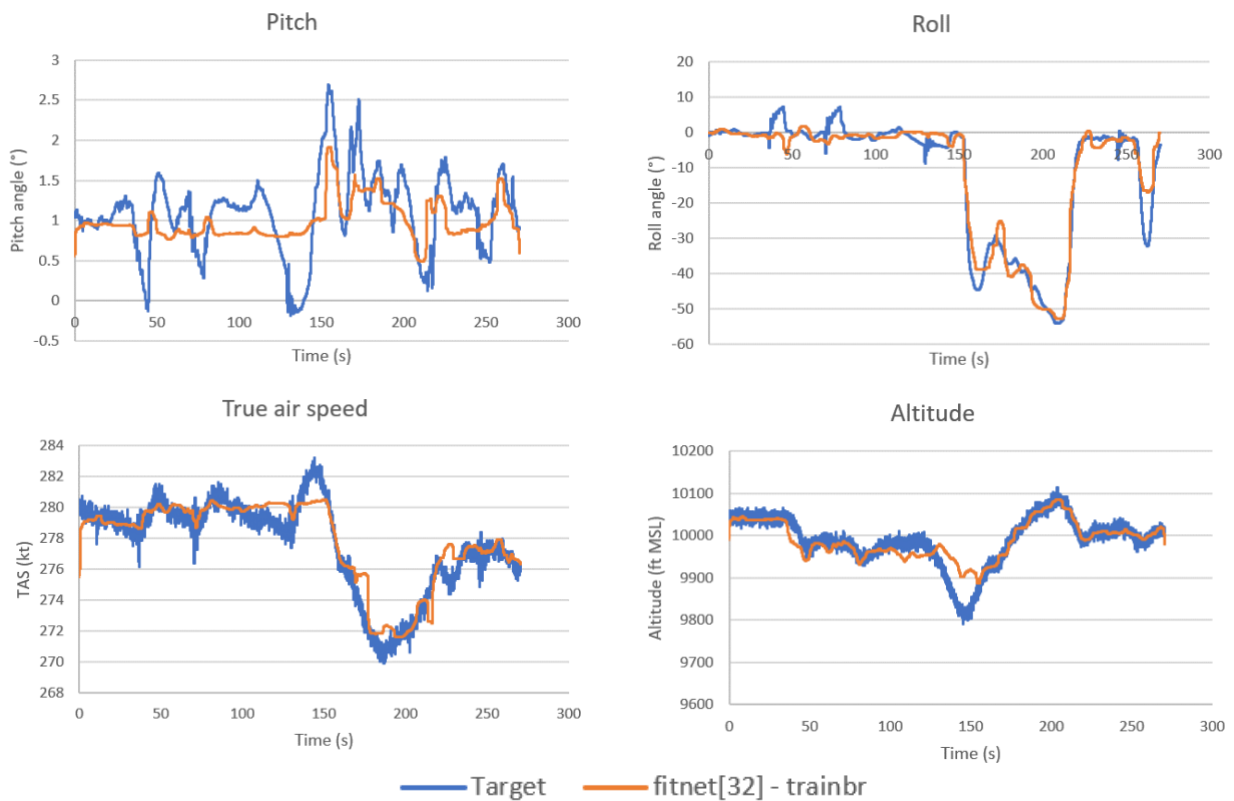 Pitch
3
2.5
2
1.5
1
0.5
0
-0.5
0 50 100 150 200 250 300
Pitch angle (°)
Time (s)
Roll
20
10
0
-10
-20
-30
-40
-50
-60
0 50 100 150 200 250 300
Roll angle (°)
Time (s)
True air speed
284
282
280
278
276
274
272
270
268
0 50 100 150 200 250 300
TAS (kt)
Time (s)
Altitude
10200
10100
10000
9900
9800
9700
9600
0 50 100 150 200 250 300
Altitude (ft MSL)
Time (s)
Target fitnet[32] - trainbr